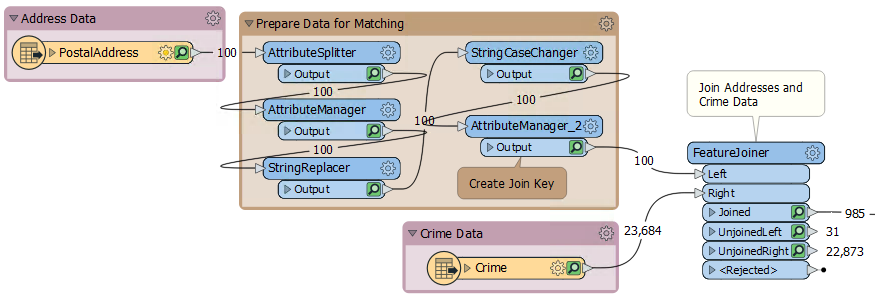 Address Data
PostalAddress
100
Prepare Data for Matching
AttributeSplitter
Output
100
AttributeManager
Output
100
StringReplacer
Output
100
StringCaseChanger
Output
100
AttributeManager_2
Output
100
Create Join Key
Join Addresses and
Crime Data
FeatureJoiner
Left
Right
Joined
985
UnjoinedLeft
31
UnjoinedRight
22,873
<Rejected>
Crime Data
Crime
23,684